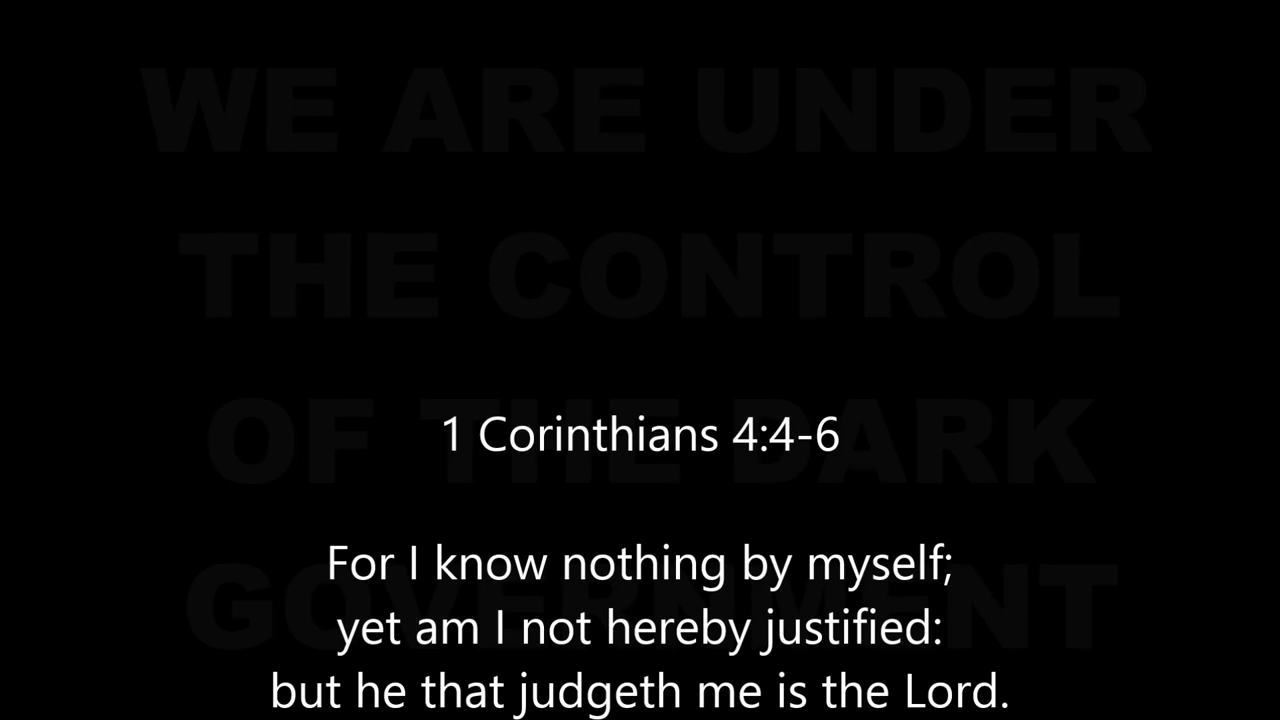 WE ARE UNDER
THE CONTROL
OF THE DARK
GOVERNMENT
1 Corinthians 4:4-6
For I know nothing by myself;
yet am I not hereby justified:
but he that judgeth me is the Lord.